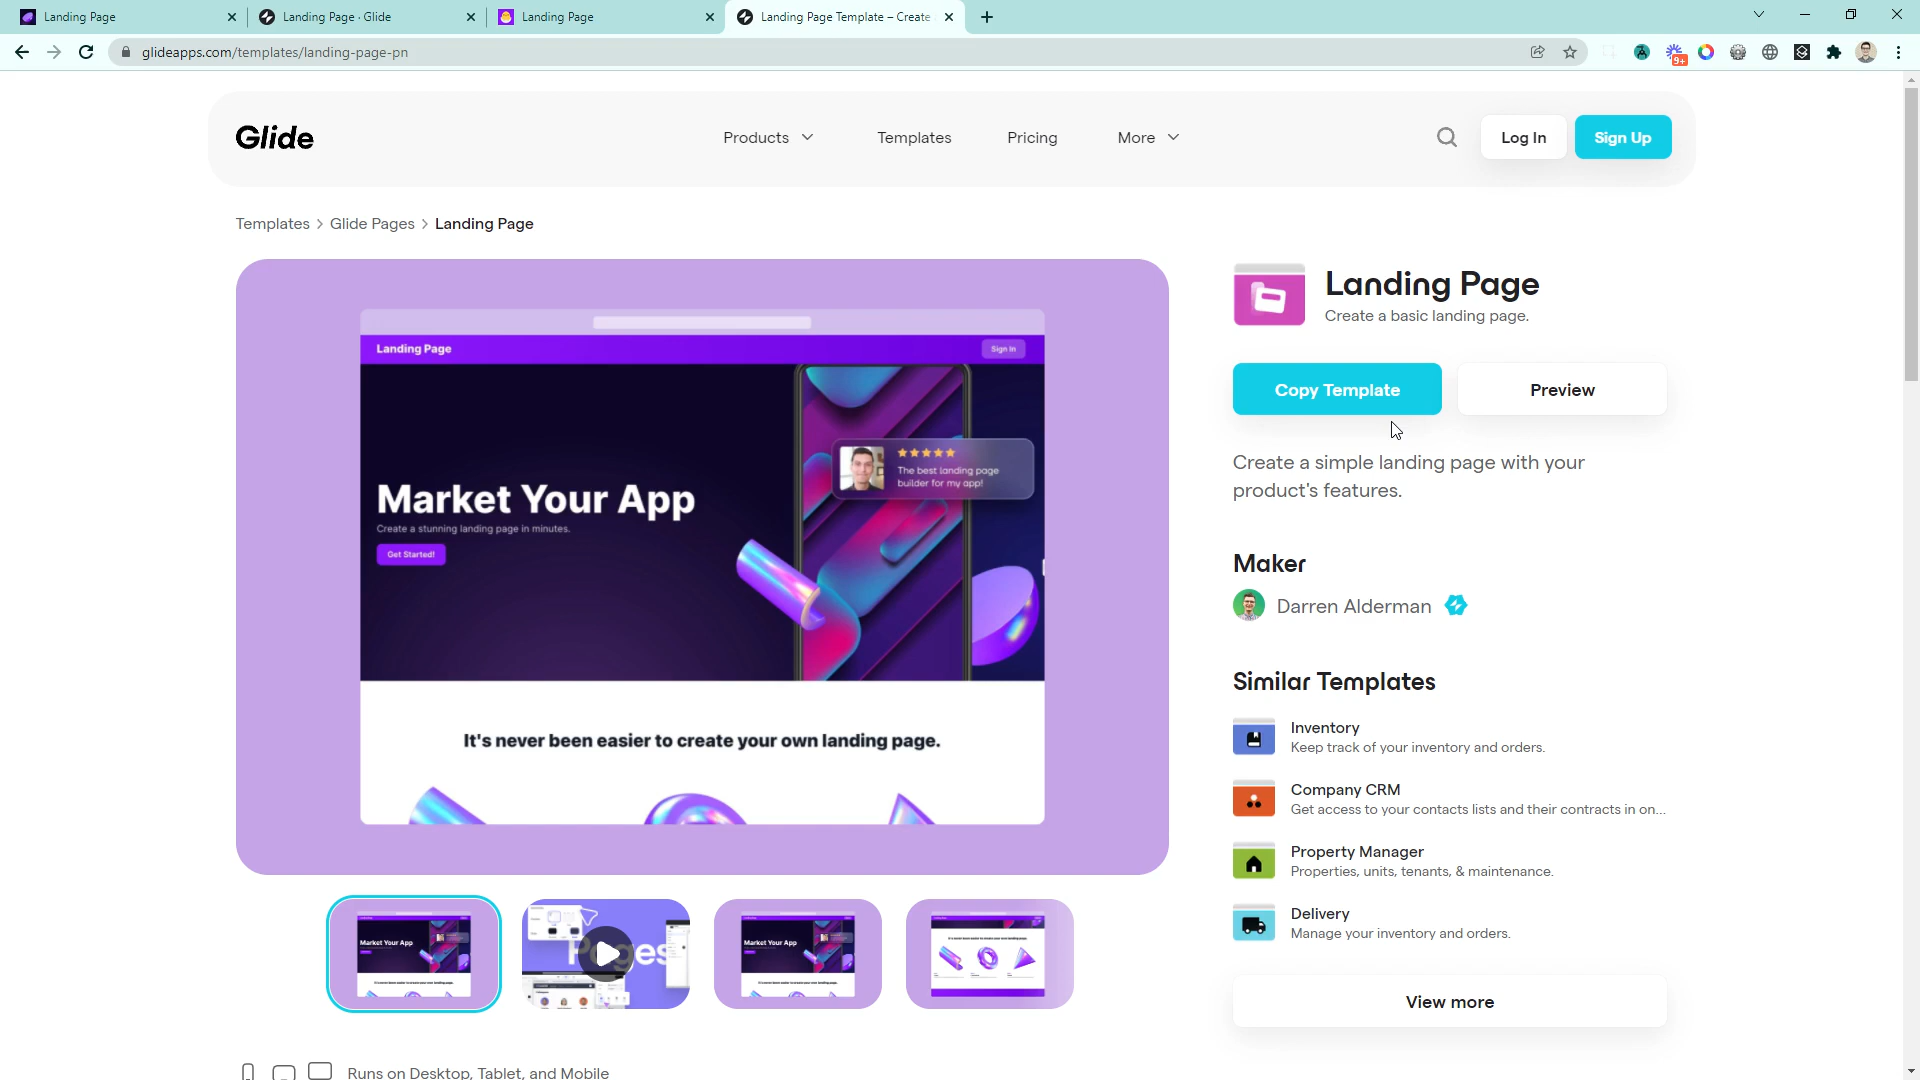 Landing Page
Landing Page · Glide
Landing Page
Landing Page Template – Create
glideapps.com/templates/landing-page-pn
9+
Glide
Products
Templates
Pricing
More
Log In
Sign Up
Templates > Glide Pages > Landing Page
Landing Page
Sign In
Market Your App
Create a stunning landing page in minutes.
Get Started!
The best landing page
builder for my app!
It's never been easier to create your own landing page.
Landing Page
Create a basic landing page.
Copy Template
Preview
Create a simple landing page with your
product's features.
Maker
Darren Alderman
Similar Templates
Inventory
Keep track of your inventory and orders.
Company CRM
Get access to your contacts lists and their contracts in on...
Property Manager
Properties, units, tenants, & maintenance.
Delivery
Manage your inventory and orders.
View more
Market Your App
Pages
Market Your App
Runs on Desktop, Tablet, and Mobile